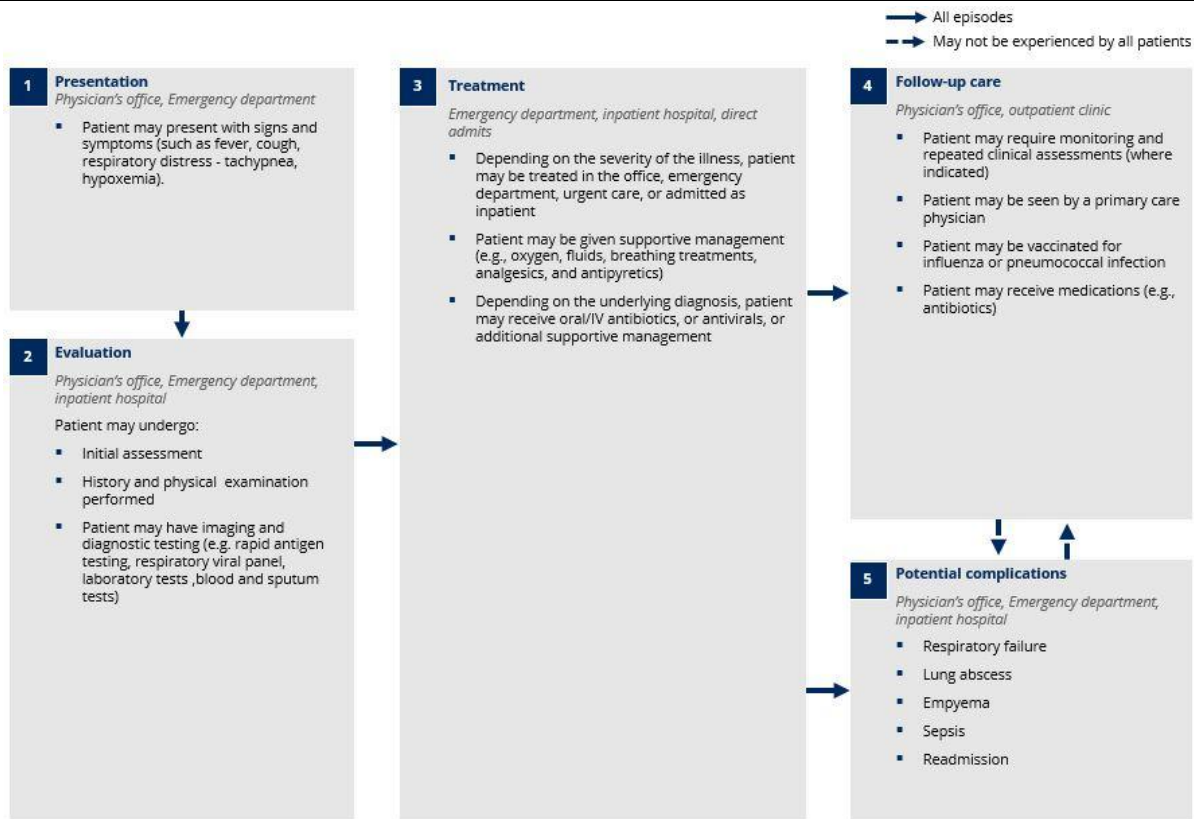 All episodes
May not be experienced by all patients
1
Presentation
Physician's office, Emergency department
▪ Patient may present with signs and
symptoms (such as fever, cough,
respiratory distress - tachypnea,
hypoxemia).
2
Evaluation
Physician's office, Emergency department,
inpatient hospital
Patient may undergo:
▪ Initial assessment
▪ History and physical examination
performed
▪ Patient may have imaging and
diagnostic testing (e.g. rapid antigen
testing, respiratory viral panel,
laboratory tests ,blood and sputum
tests)
3
Treatment
Emergency department, inpatient hospital, direct
admits
▪ Depending on the severity of the illness, patient
may be treated in the office, emergency
department, urgent care, or admitted as
inpatient
▪ Patient may be given supportive management
(e.g., oxygen, fluids, breathing treatments,
analgesics, and antipyretics)
▪ Depending on the underlying diagnosis, patient
may receive oral/IV antibiotics, or antivirals, or
additional supportive management
4
Follow-up care
Physician's office, outpatient clinic
▪ Patient may require monitoring and
repeated clinical assessments (where
indicated)
▪ Patient may be seen by a primary care
physician
▪ Patient may be vaccinated for
influenza or pneumococcal infection
▪ Patient may receive medications (e.g.,
antibiotics)
5
Potential complications
Physician's office, Emergency department,
inpatient hospital
▪ Respiratory failure
▪ Lung abscess
▪ Empyema
▪ Sepsis
▪ Readmission